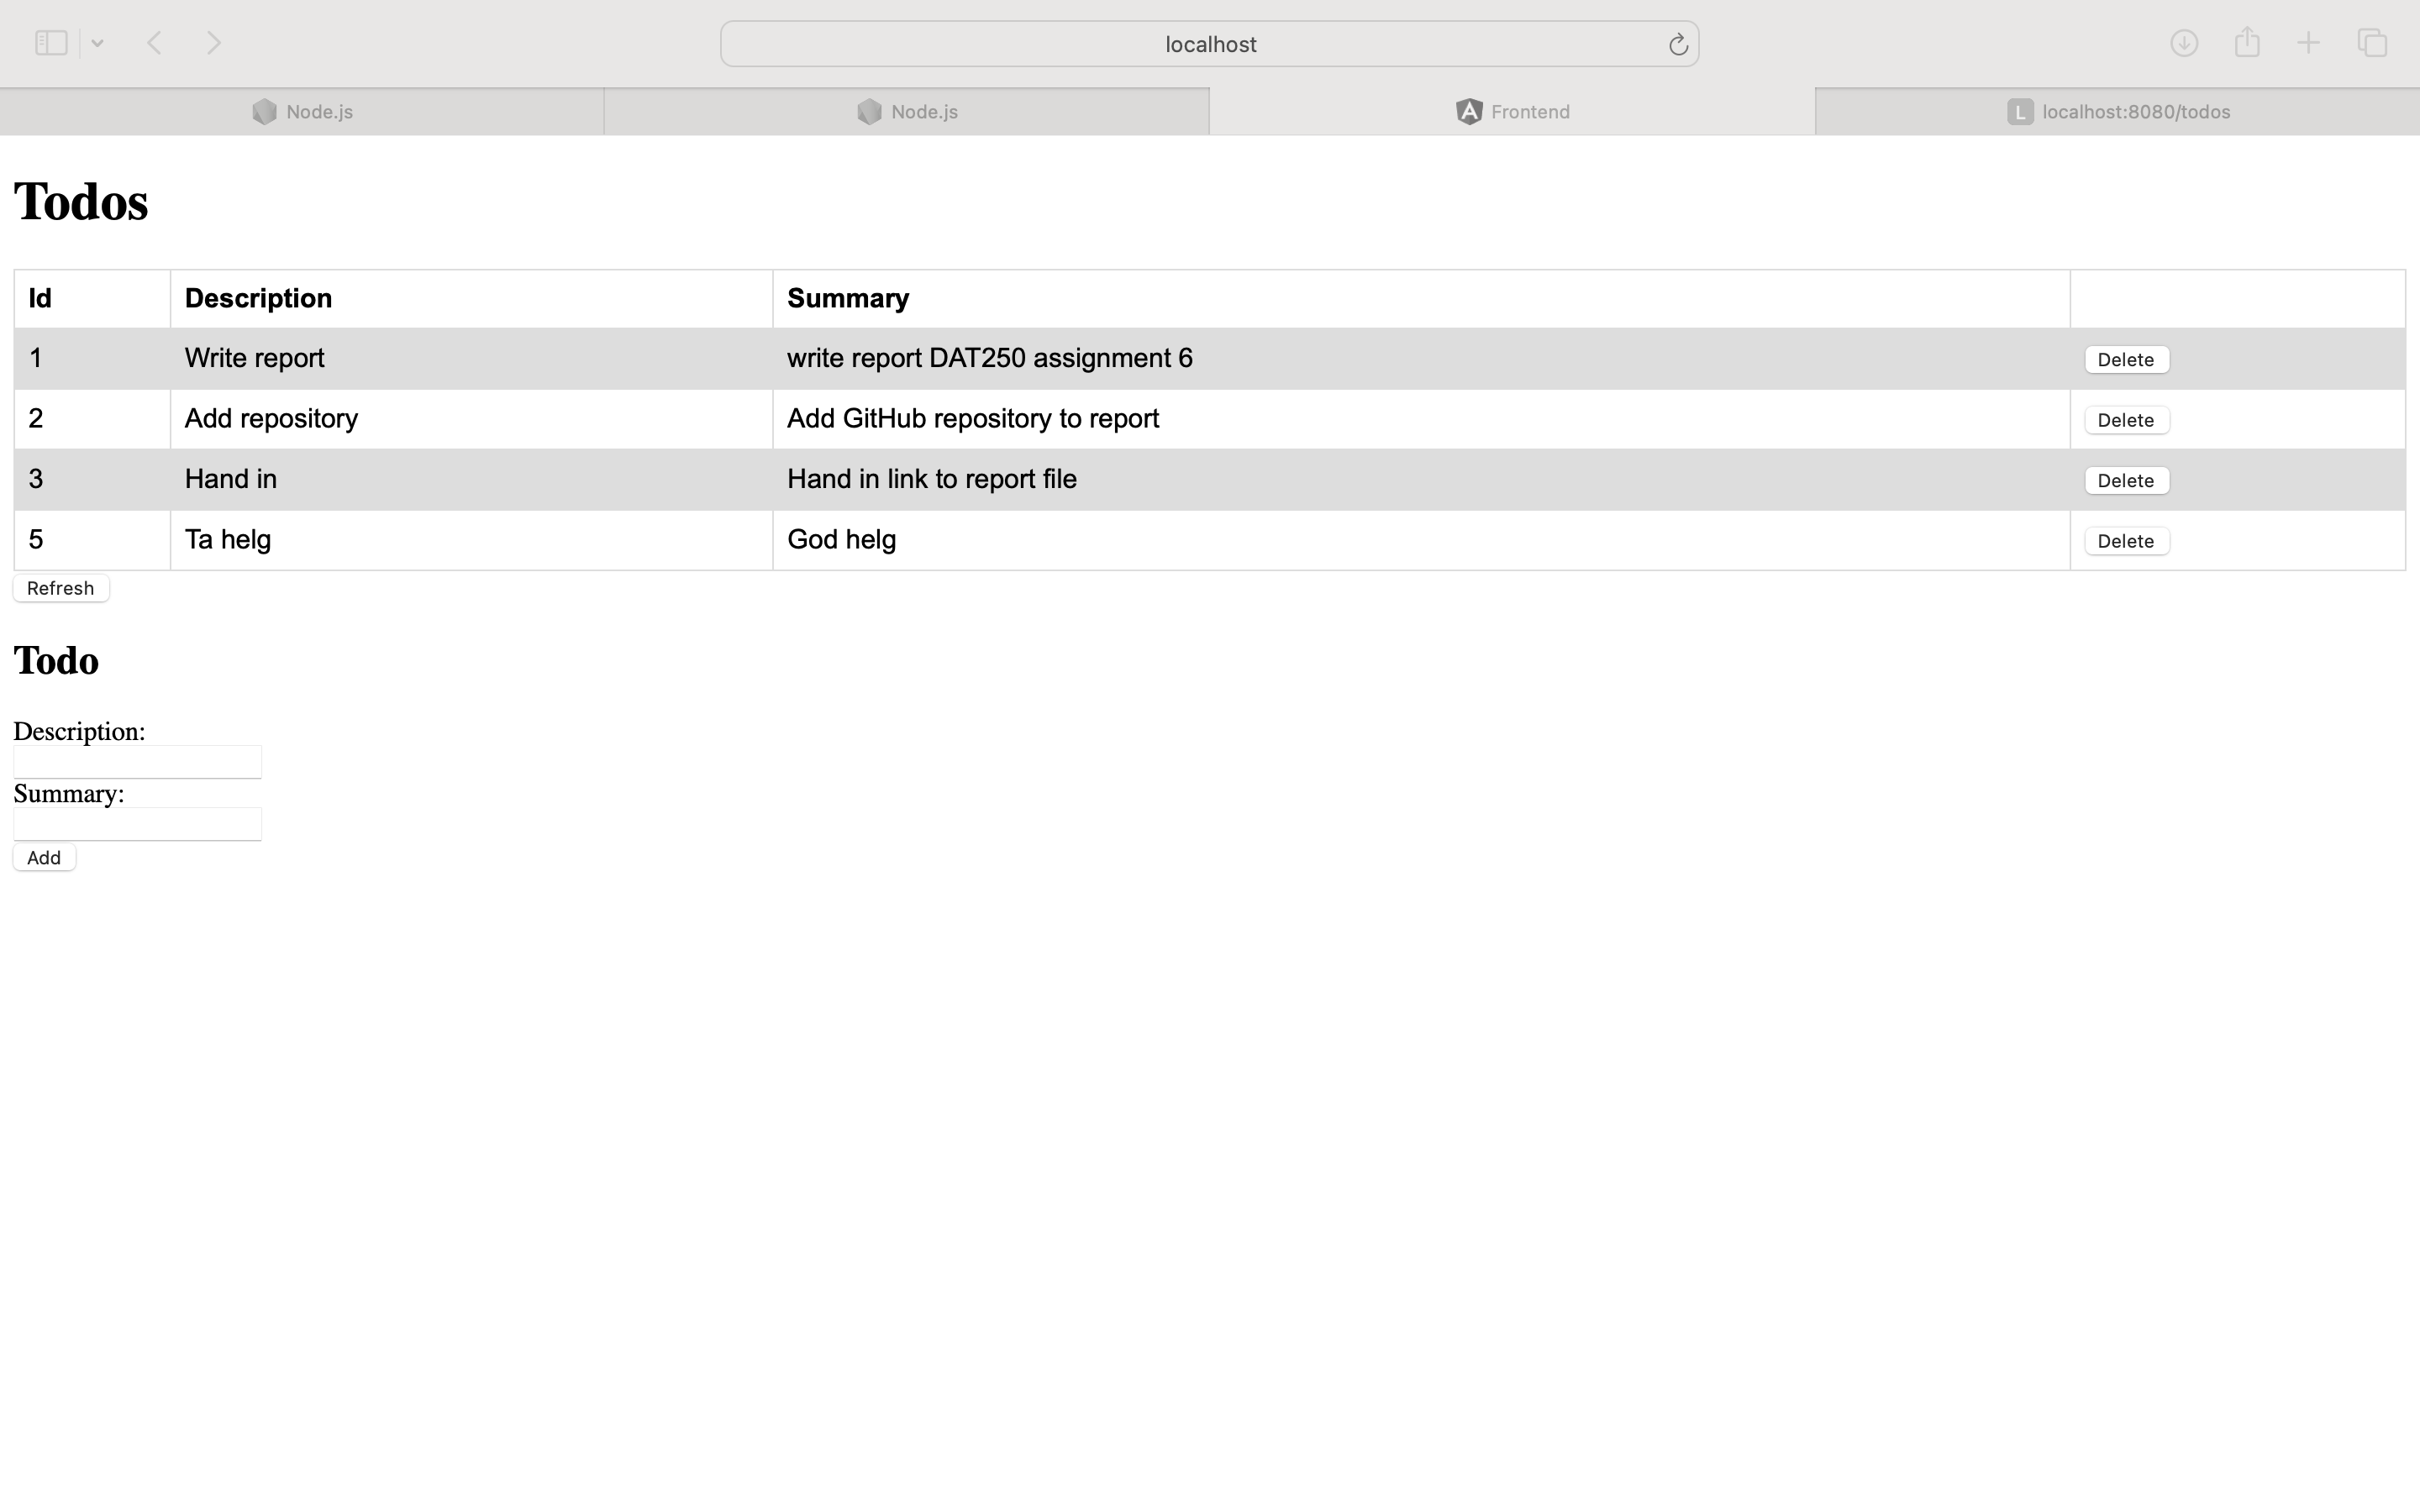 localhost
Node.js Node.js Frontend L localhost:8080/todos
Todos
Id Description Summary
1 Write report write report DAT250 assignment 6 Delete
2 Add repository Add GitHub repository to report Delete
3 Hand in Hand in link to report file Delete
5 Ta helg God helg Delete
Refresh
Todo
Description:
Summary:
Add